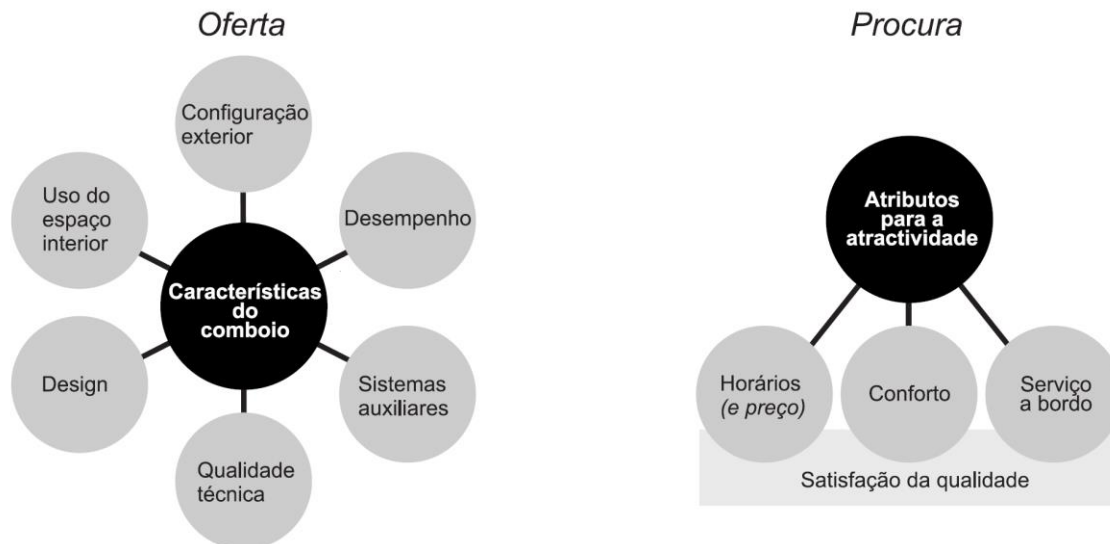 Oferta
Configuração
exterior
Uso do
espaço
interior
Desempenho
Características
do
comboio
Design
Sistemas
auxiliares
Qualidade
técnica
Procura
Atributos
para a
atractividade
Horários
(e preço)
Conforto
Serviço
a bordo
Satisfação da qualidade